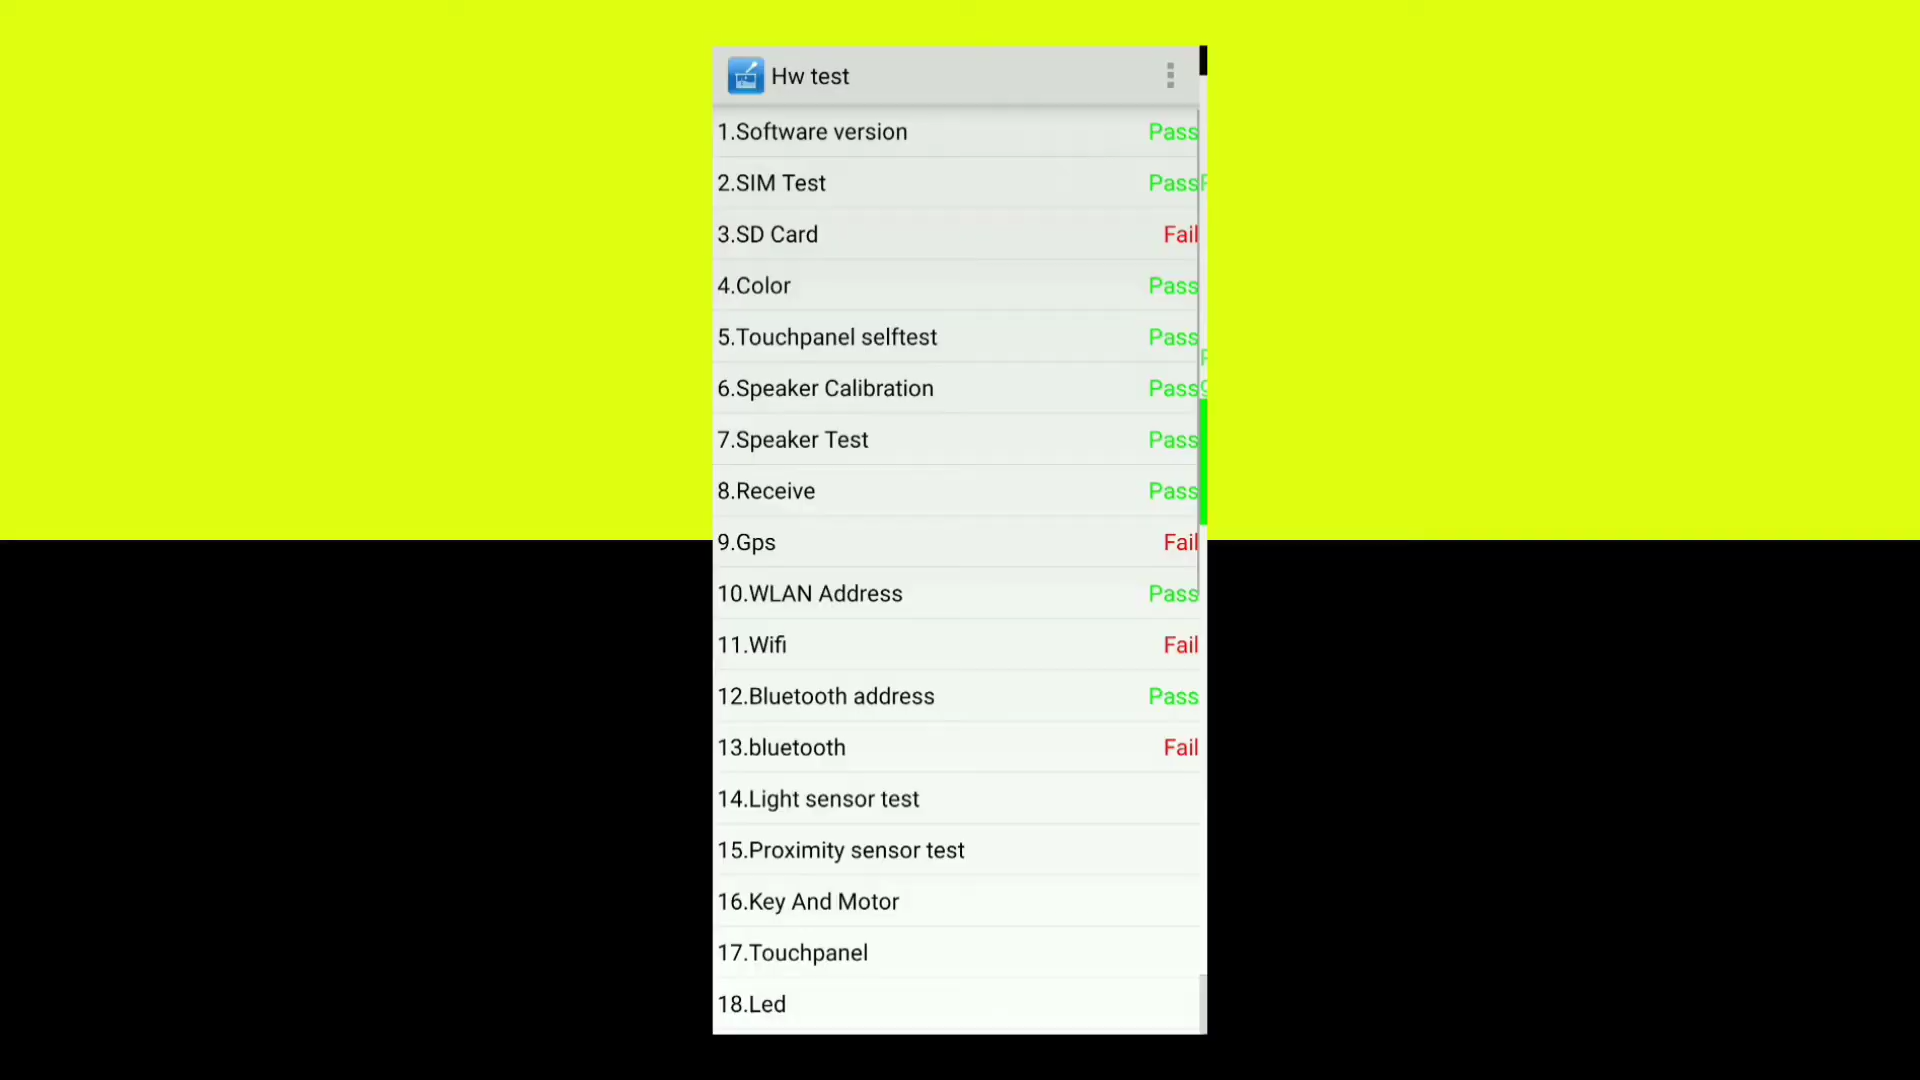 Hw test
1.Software version Pass
2.SIM Test Pass
3.SD Card Fail
4.Color Pass
5.Touchpanel selftest Pass
6.Speaker Calibration Pass
7.Speaker Test Pass
8.Receive Pass
9.Gps Fail
10.WLAN Address Pass
11.Wifi Fail
12.Bluetooth address Pass
13.bluetooth Fail
14.Light sensor test
15.Proximity sensor test
16.Key And Motor
17.Touchpanel
18.Led